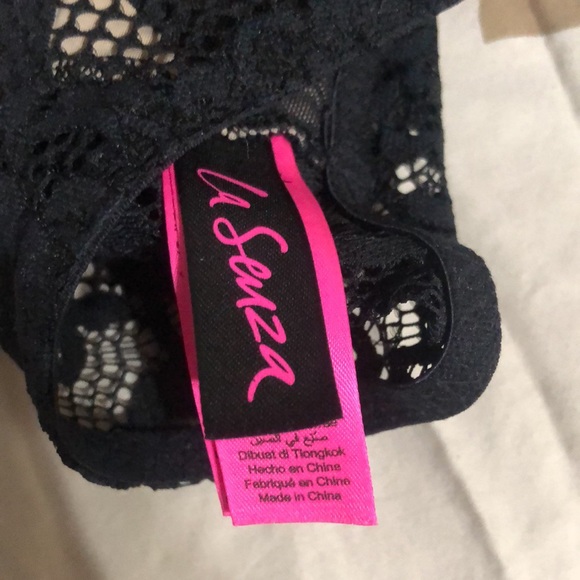 la Senza
صنع في الصين
Dibuat di Tiongkok
Hecho en China
Fabriqué en Chine
Made in China